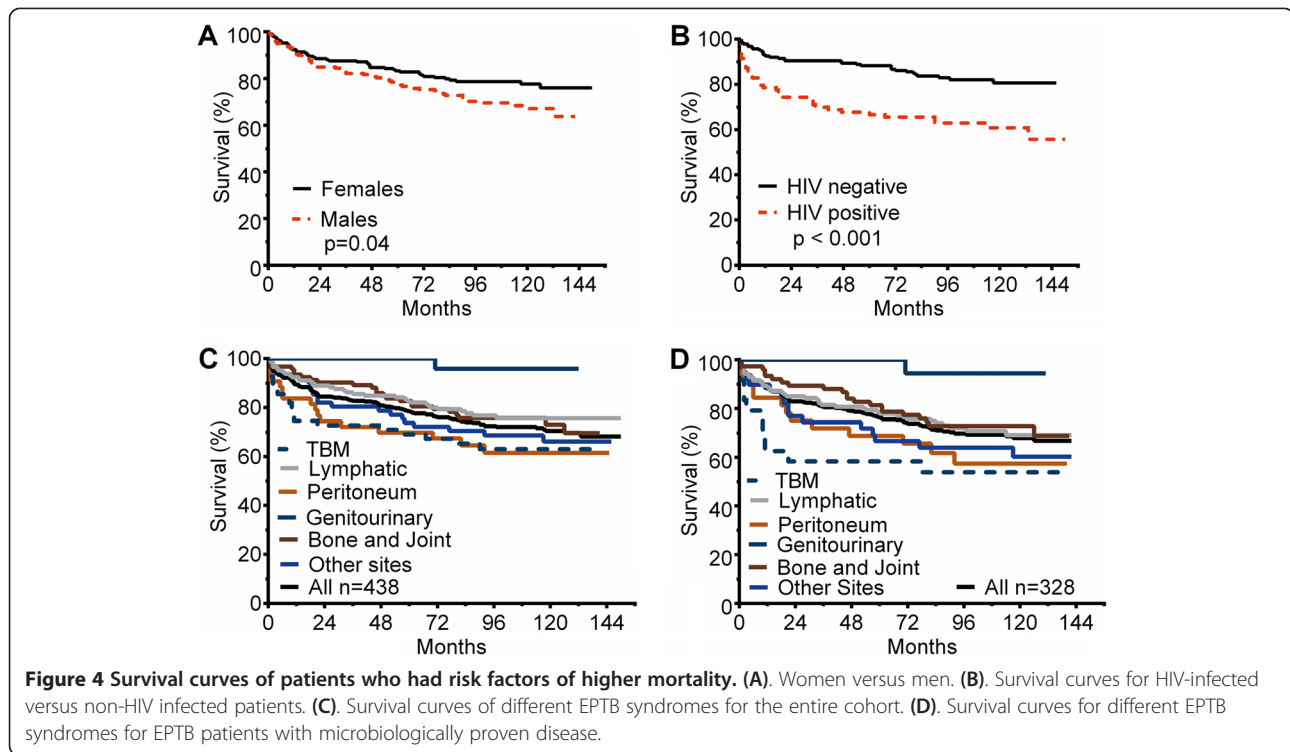 A
100
80
60
40
20
0
Survival (%)
Females
Males
p=0.04
0 24 48 72 96 120 144
Months
B
100
80
60
40
20
0
Survival (%)
HIV negative
HIV positive
p < 0.001
0 24 48 72 96 120 144
Months
C
100
80
60
40
20
0
Survival (%)
TBM
Lymphatic
Peritoneum
Genitourinary
Bone and Joint
Other sites
All n=438
0 24 48 72 96 120 144
Months
D
100
80
60
40
20
0
Survival (%)
TBM
Lymphatic
Peritoneum
Genitourinary
Bone and Joint
Other Sites
All n=328
0 24 48 72 96 120 144
Months
Figure 4 Survival curves of patients who had risk factors of higher mortality. (A). Women versus men. (B). Survival curves for HIV-infected
versus non-HIV infected patients. (C). Survival curves of different EPTB syndromes for the entire cohort. (D). Survival curves for different EPTB
syndromes for EPTB patients with microbiologically proven disease.